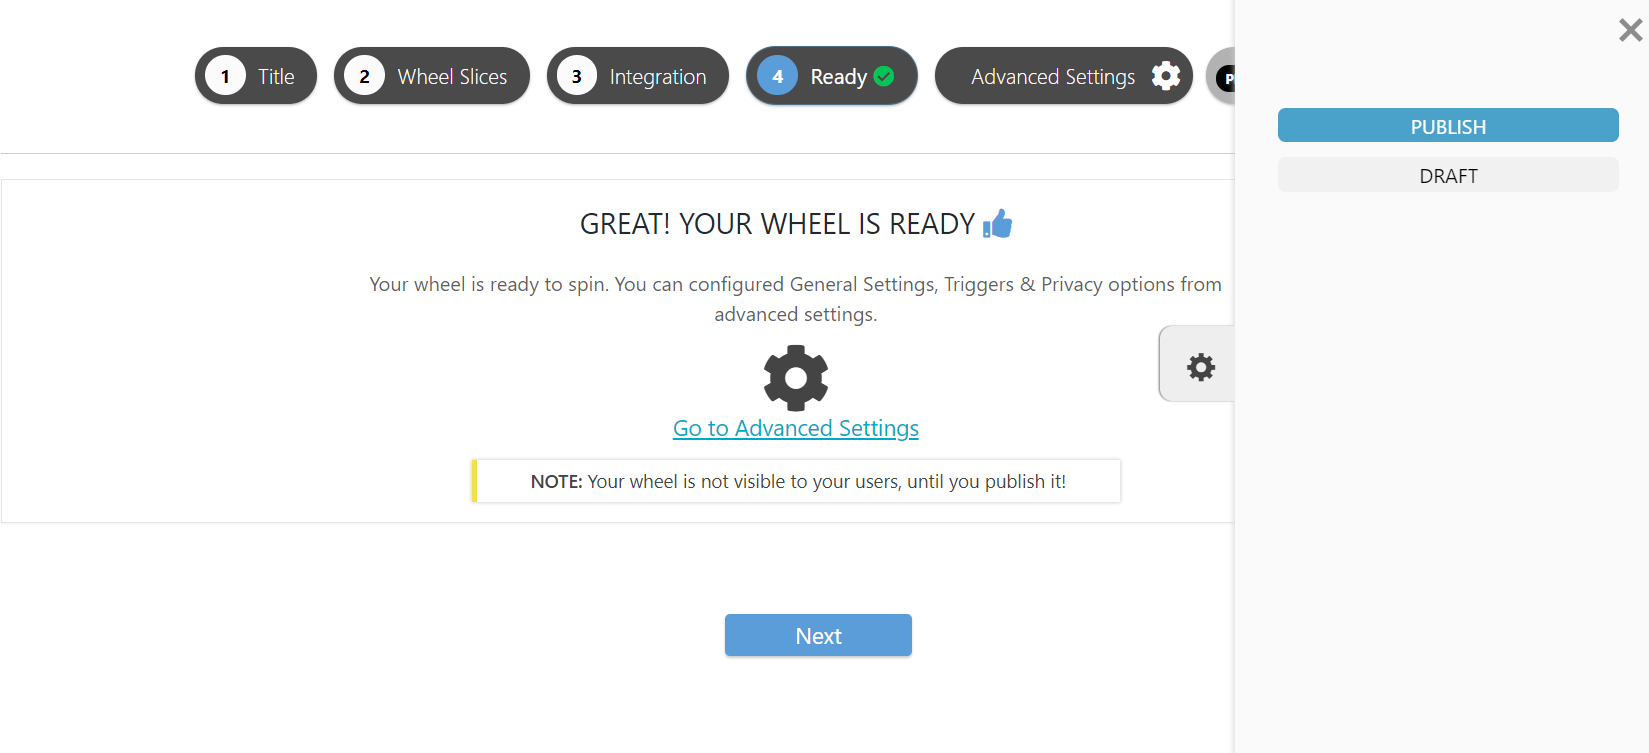 1 Title
2 Wheel Slices
3 Integration
4 Ready
Advanced Settings
PUBLISH
DRAFT
GREAT! YOUR WHEEL IS READY
Your wheel is ready to spin. You can configured General Settings, Triggers & Privacy options from
advanced settings.
Go to Advanced Settings
NOTE: Your wheel is not visible to your users, until you publish it!
Next